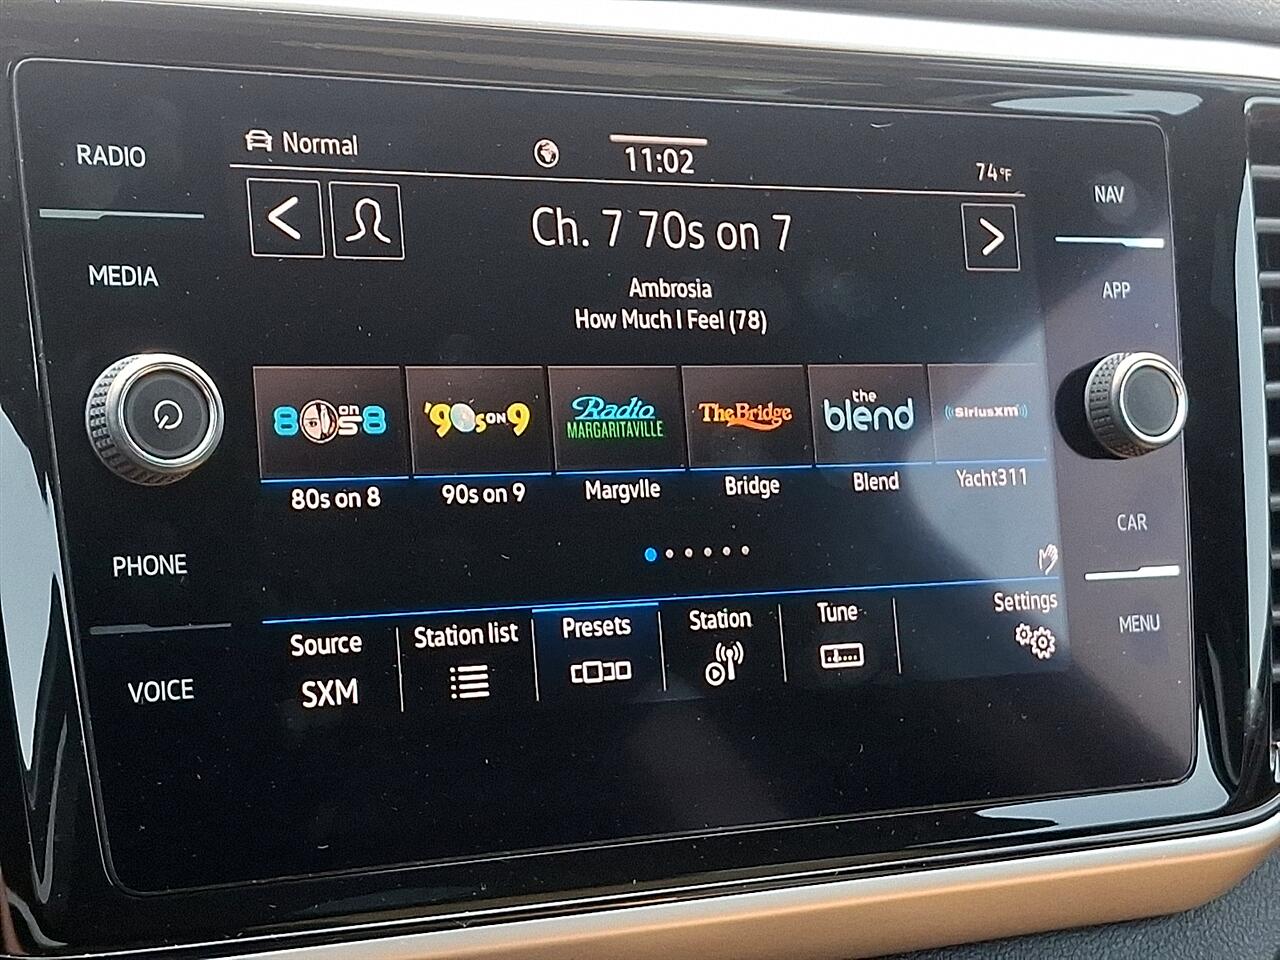 RADIO
Normal
11:02
74°F
NAV
MEDIA
Ch. 7 70s on 7
APP
Ambrosia
How Much I Feel (78)
8 on 8s
'90s ON 9
Radio
MARGARITAVILLE
The Bridge
the
blend
SiriusXM
80s on 8
90s on 9
Margvlle
Bridge
Blend
Yacht311
PHONE
CAR
Source
SXM
Station list
Presets
Station
Tune
Settings
MENU
VOICE